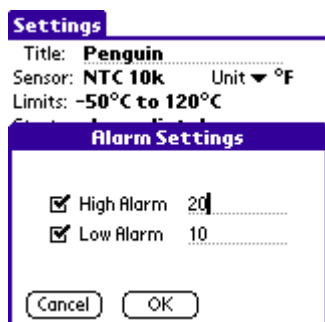 Settings
Title: Penguin
Sensor: NTC 10k Unit °F
Limits: -50°C to 120°C
Alarm Settings
High Alarm 20
Low Alarm 10
Cancel OK